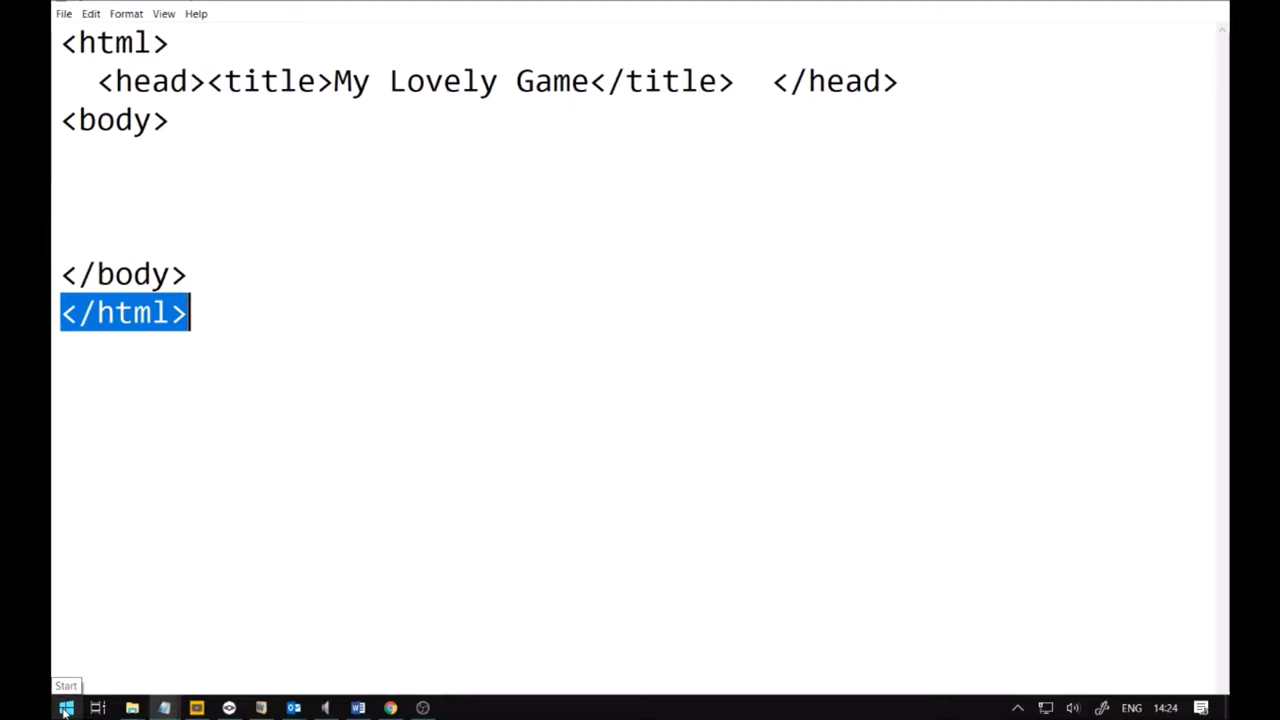 File Edit Format View Help
<html>
<head><title>My Lovely Game</title> </head>
<body>
</body>
</html>
Start
ENG 14:24